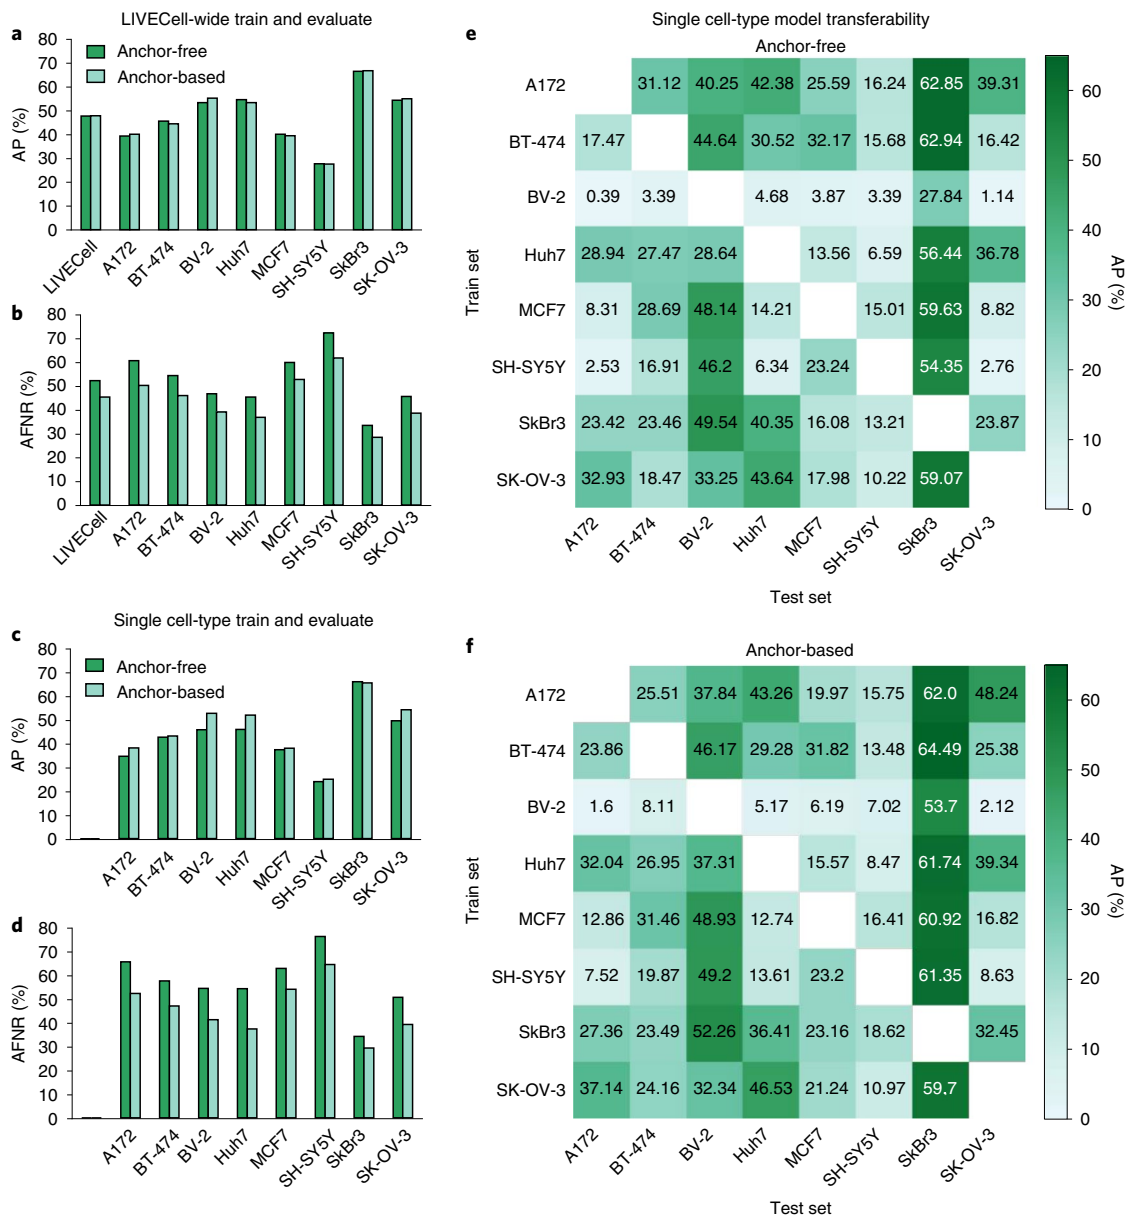 a
LIVECell-wide train and evaluate
Anchor-free
Anchor-based
AP (%)
80
70
60
50
40
30
20
10
0
LIVECell A172 BT-474 BV-2 Huh7 MCF7 SH-SY5Y SkBr3 SK-OV-3
b
AFNR (%)
80
70
60
50
40
30
20
10
0
LIVECell A172 BT-474 BV-2 Huh7 MCF7 SH-SY5Y SkBr3 SK-OV-3
c
Single cell-type train and evaluate
Anchor-free
Anchor-based
AP (%)
80
70
60
50
40
30
20
10
0
A172 BT-474 BV-2 Huh7 MCF7 SH-SY5Y SkBr3 SK-OV-3
d
AFNR (%)
80
70
60
50
40
30
20
10
0
A172 BT-474 BV-2 Huh7 MCF7 SH-SY5Y SkBr3 SK-OV-3
e
Single cell-type model transferability
Anchor-free
Train set
A172 31.12 40.25 42.38 25.59 16.24 62.85 39.31
BT-474 17.47 44.64 30.52 32.17 15.68 62.94 16.42
BV-2 0.39 3.39 4.68 3.87 3.39 27.84 1.14
Huh7 28.94 27.47 28.64 13.56 6.59 56.44 36.78
MCF7 8.31 28.69 48.14 14.21 15.01 59.63 8.82
SH-SY5Y 2.53 16.91 46.2 6.34 23.24 54.35 2.76
SkBr3 23.42 23.46 49.54 40.35 16.08 13.21 23.87
SK-OV-3 32.93 18.47 33.25 43.64 17.98 10.22 59.07
A172 BT-474 BV-2 Huh7 MCF7 SH-SY5Y SkBr3 SK-OV-3
Test set
60
50
40
30
20
10
0
AP (%)
f
Anchor-based
Train set
A172 25.51 37.84 43.26 19.97 15.75 62.0 48.24
BT-474 23.86 46.17 29.28 31.82 13.48 64.49 25.38
BV-2 1.6 8.11 5.17 6.19 7.02 53.7 2.12
Huh7 32.04 26.95 37.31 15.57 8.47 61.74 39.34
MCF7 12.86 31.46 48.93 12.74 16.41 60.92 16.82
SH-SY5Y 7.52 19.87 49.2 13.61 23.2 61.35 8.63
SkBr3 27.36 23.49 52.26 36.41 23.16 18.62 32.45
SK-OV-3 37.14 24.16 32.34 46.53 21.24 10.97 59.7
A172 BT-474 BV-2 Huh7 MCF7 SH-SY5Y SkBr3 SK-OV-3
Test set
60
50
40
30
20
10
0
AP (%)